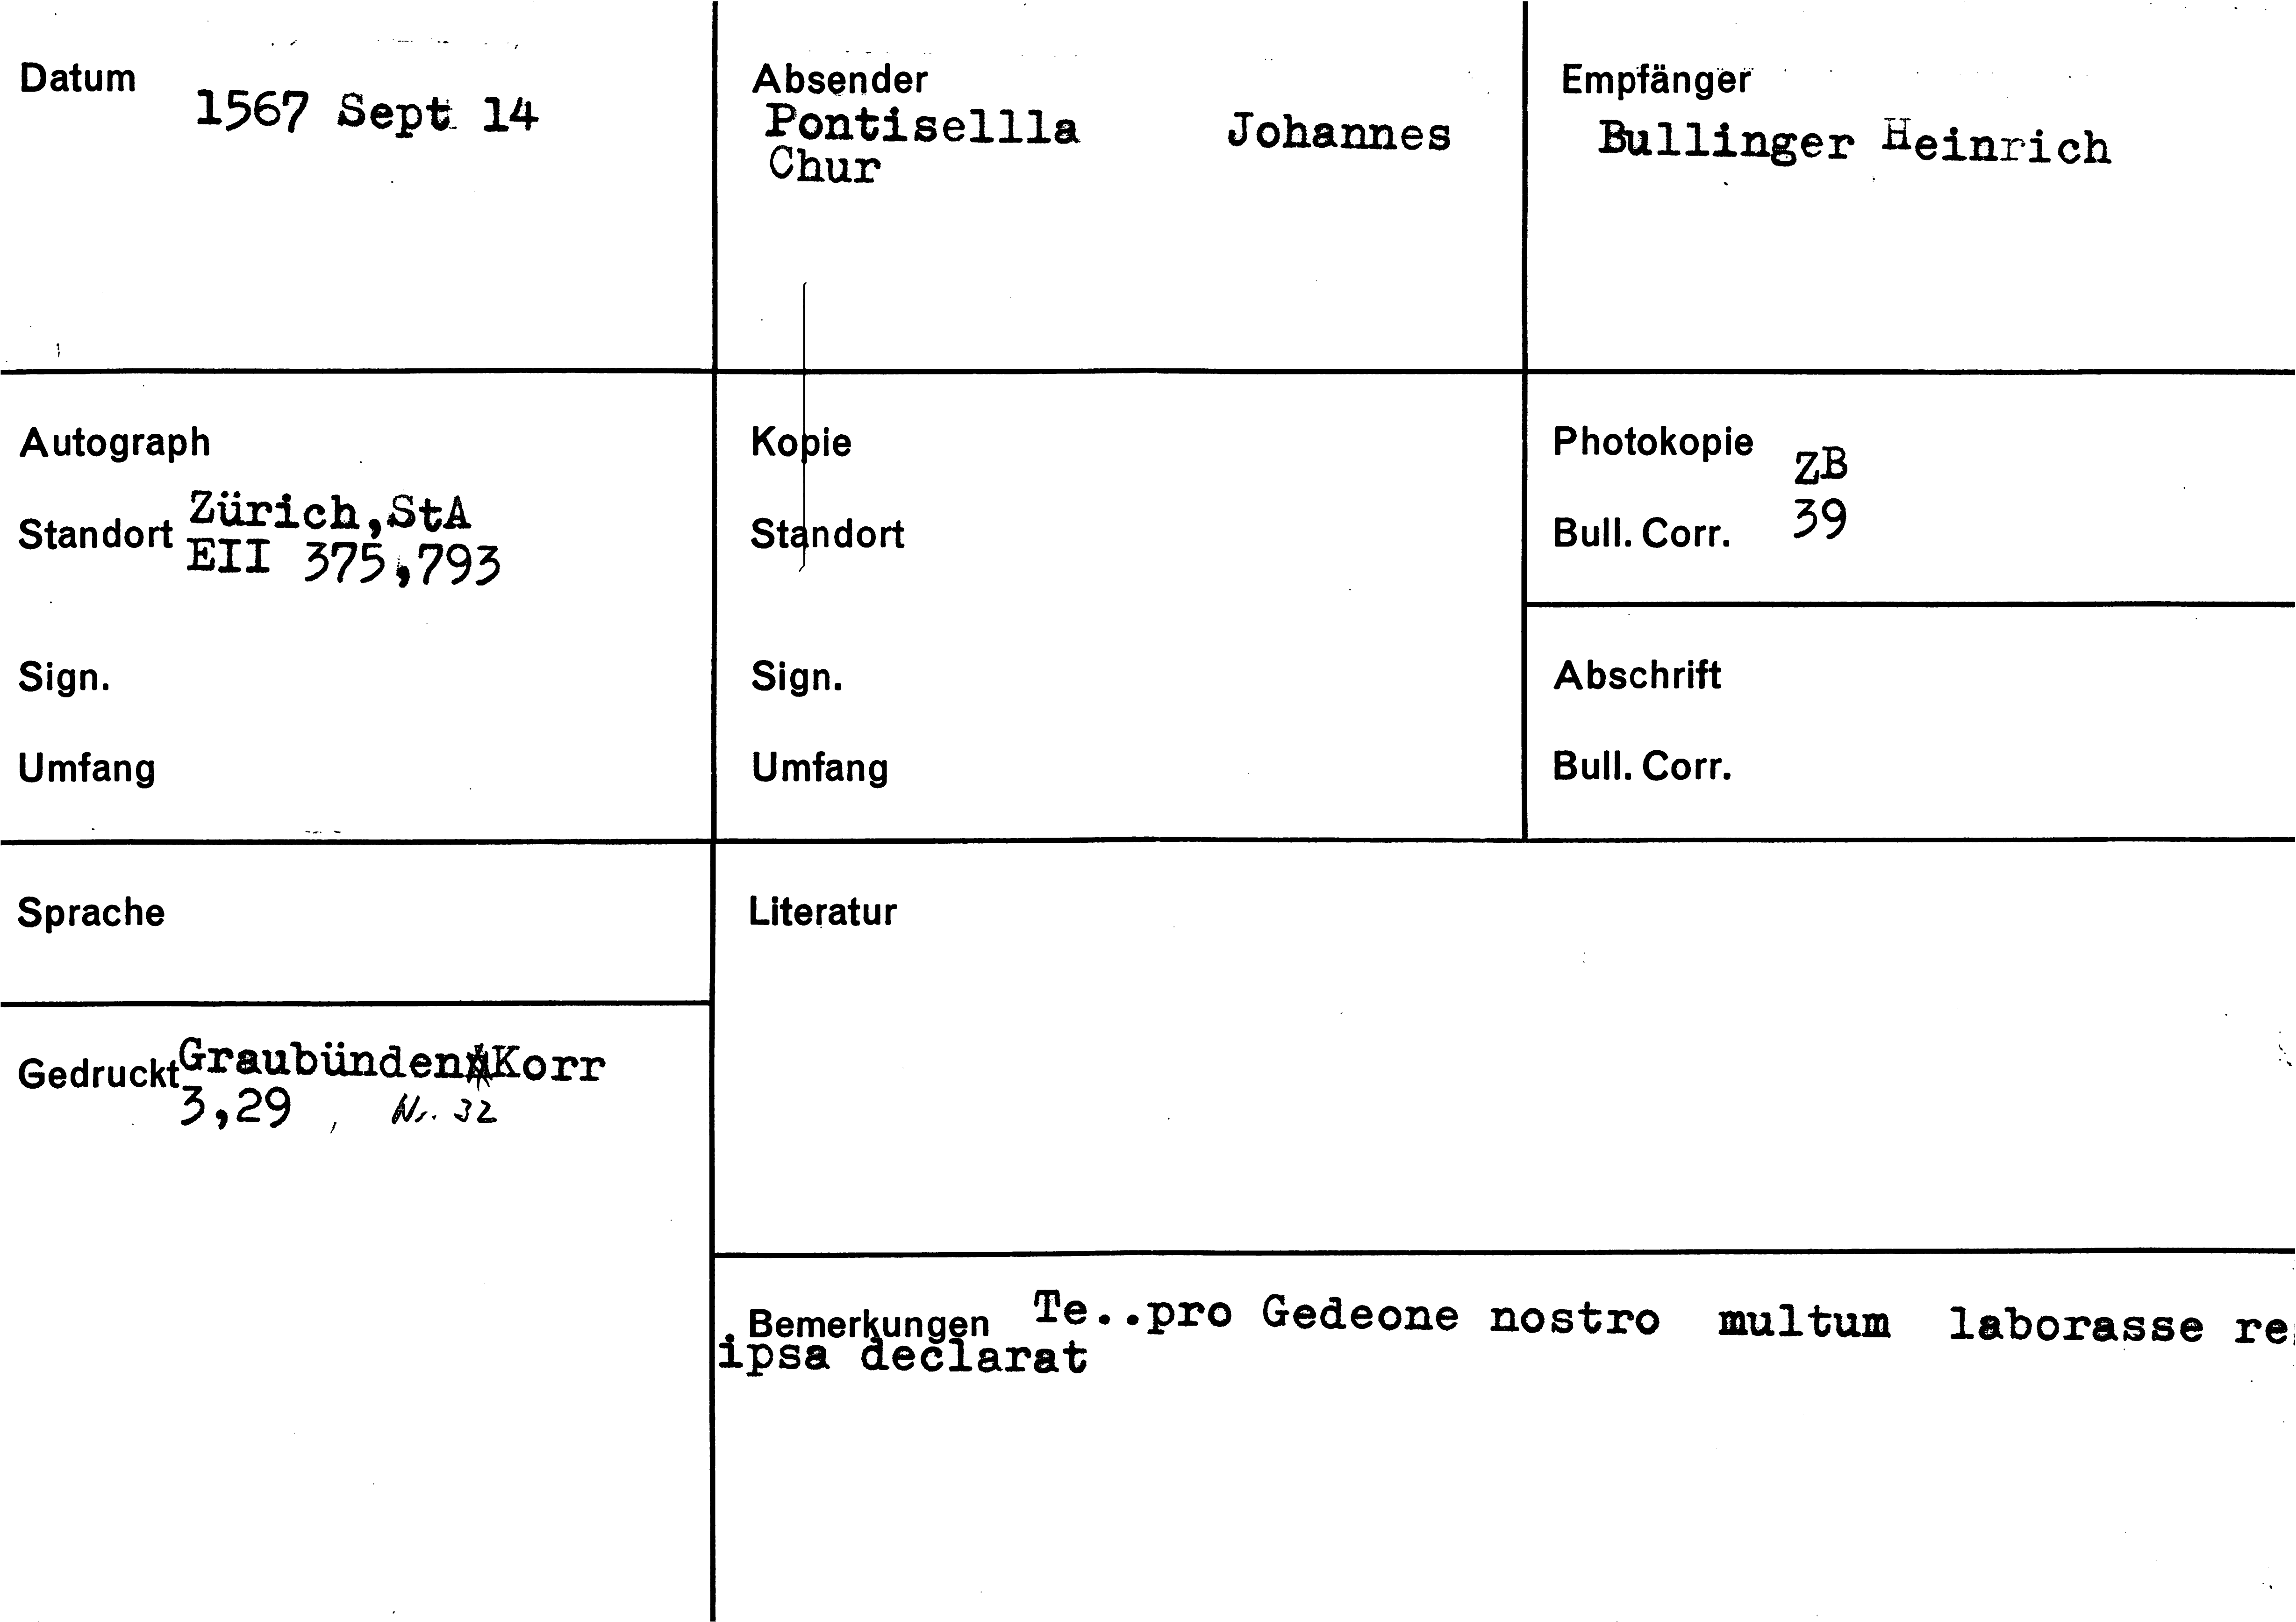 Datum 1567 Sept 14
Absender
Pontisellla Johannes
Chur
Empfänger
Bullinger Heinrich
Autograph
Standort Zürich,StA
EII 375,793
Sign.
Umfang
Kopie
Standort
Sign.
Umfang
Photokopie ZB
Bull. Corr. 39
Abschrift
Bull. Corr.
Sprache
Literatur
Gedruckt Graubünden Korr
3,29 , Nr. 32
Bemerkungen Te..pro Gedeone nostro multum laborasse re
ipsa declarat